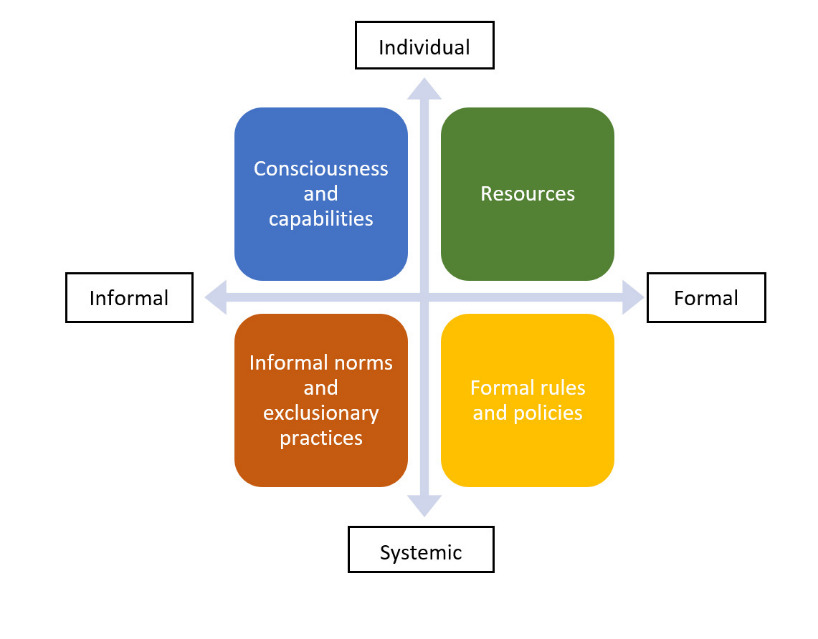 Individual
Consciousness
and
capabilities
Resources
Informal
Formal
Informal norms
and
exclusionary
practices
Formal rules
and policies
Systemic